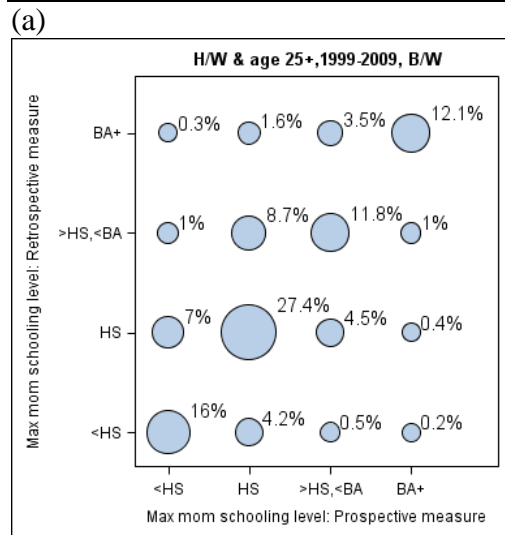 (a)
H/W & age 25+,1999-2009, B/W
Max mom schooling level: Retrospective measure
BA+
0.3%
1.6%
3.5%
12.1%
>HS,<BA
1%
8.7%
11.8%
1%
HS
7%
27.4%
4.5%
0.4%
<HS
16%
4.2%
0.5%
0.2%
<HS HS >HS,<BA BA+
Max mom schooling level: Prospective measure